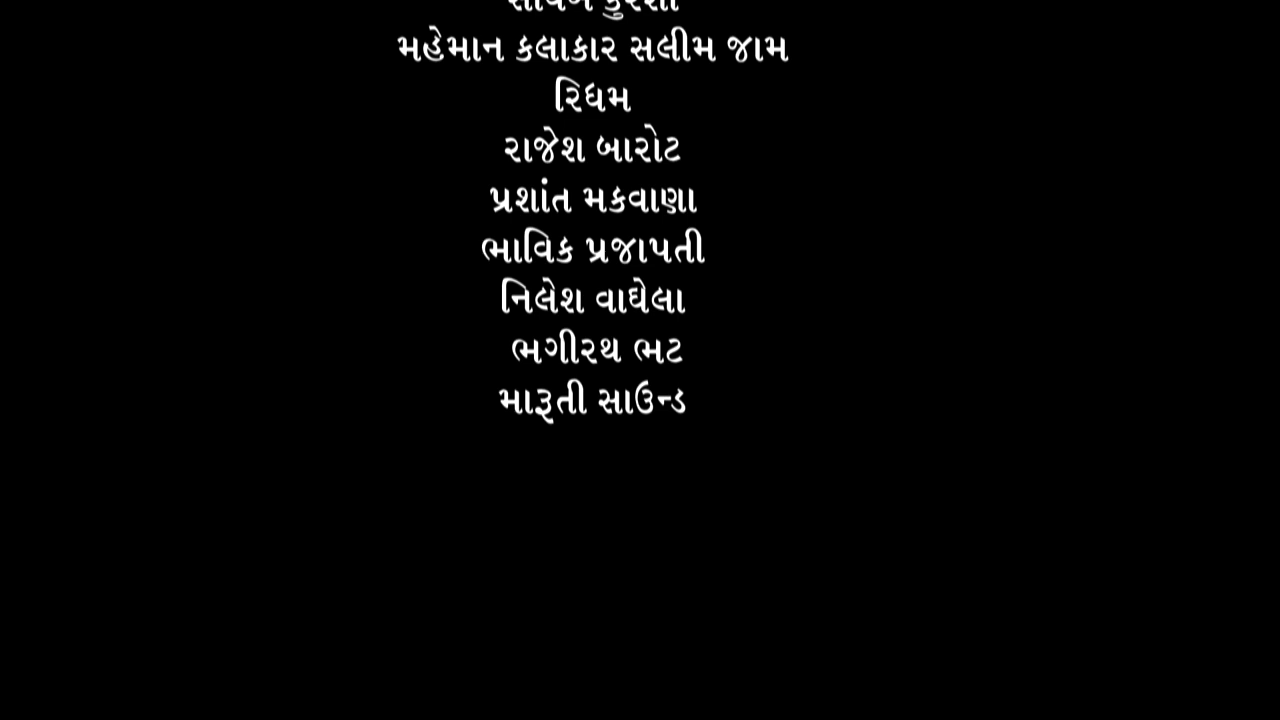 મહેમાન કલાકાર સલીમ જામ
રિધમ
રાજેશ બારોટ
પ્રશાંત મકવાણા
ભાવિક પ્રજાપતી
નિલેશ વાઘેલા
ભગીરથ ભટ
મારૂતી સાઉન્ડ